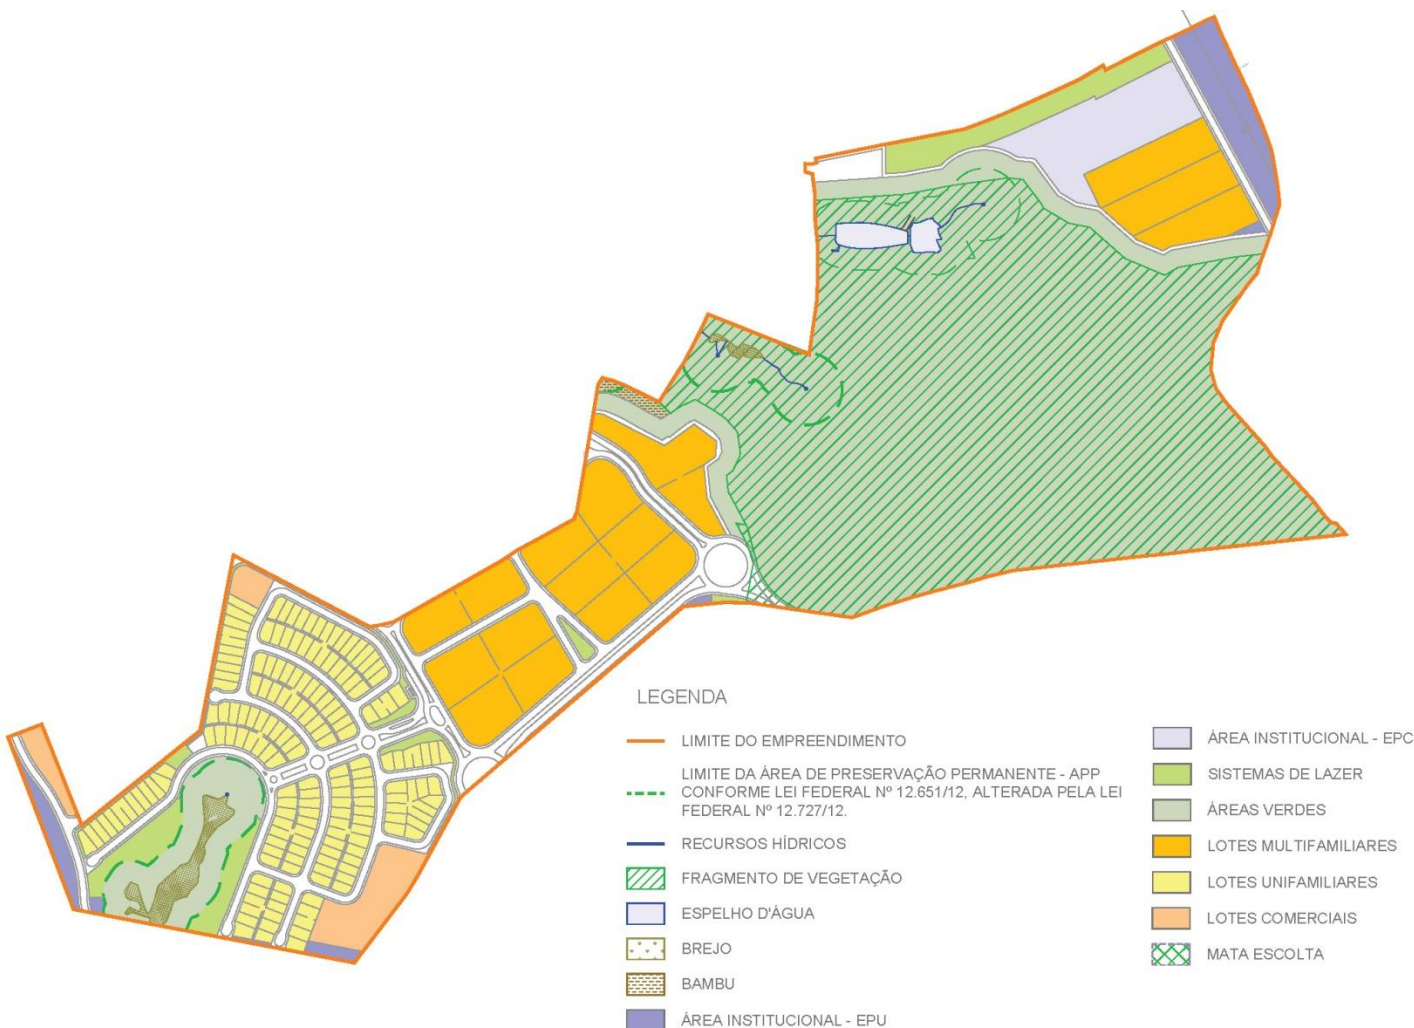 LEGENDA
LIMITE DO EMPREENDIMENTO
LIMITE DA ÁREA DE PRESERVAÇÃO PERMANENTE - APP
CONFORME LEI FEDERAL Nº 12.651/12, ALTERADA PELA LEI
FEDERAL Nº 12.727/12.
RECURSOS HÍDRICOS
FRAGMENTO DE VEGETAÇÃO
ESPELHO D'ÁGUA
BREJO
BAMBU
ÁREA INSTITUCIONAL - EPU
ÁREA INSTITUCIONAL - EPC
SISTEMAS DE LAZER
ÁREAS VERDES
LOTES MULTIFAMILIARES
LOTES UNIFAMILIARES
LOTES COMERCIAIS
MATA ESCOLTA